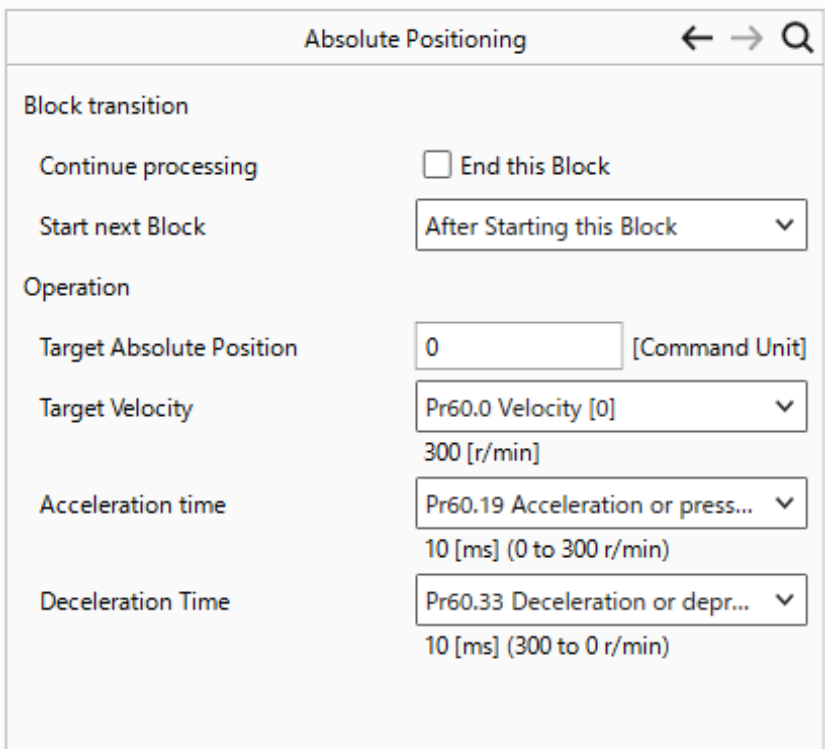 Absolute Positioning
Block transition
Continue processing End this Block
Start next Block After Starting this Block
Operation
Target Absolute Position 0 [Command Unit]
Target Velocity Pr60.0 Velocity [0]
300 [r/min]
Acceleration time Pr60.19 Acceleration or press...
10 [ms] (0 to 300 r/min)
Deceleration Time Pr60.33 Deceleration or depr...
10 [ms] (300 to 0 r/min)